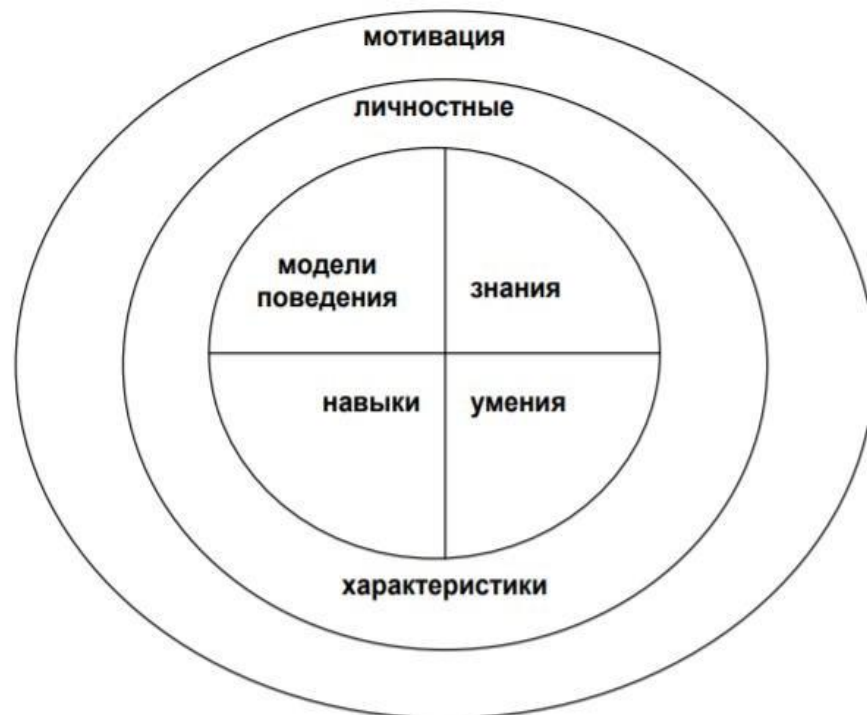 мотивация
личностные
модели
поведения
знания
навыки
умения
характеристики